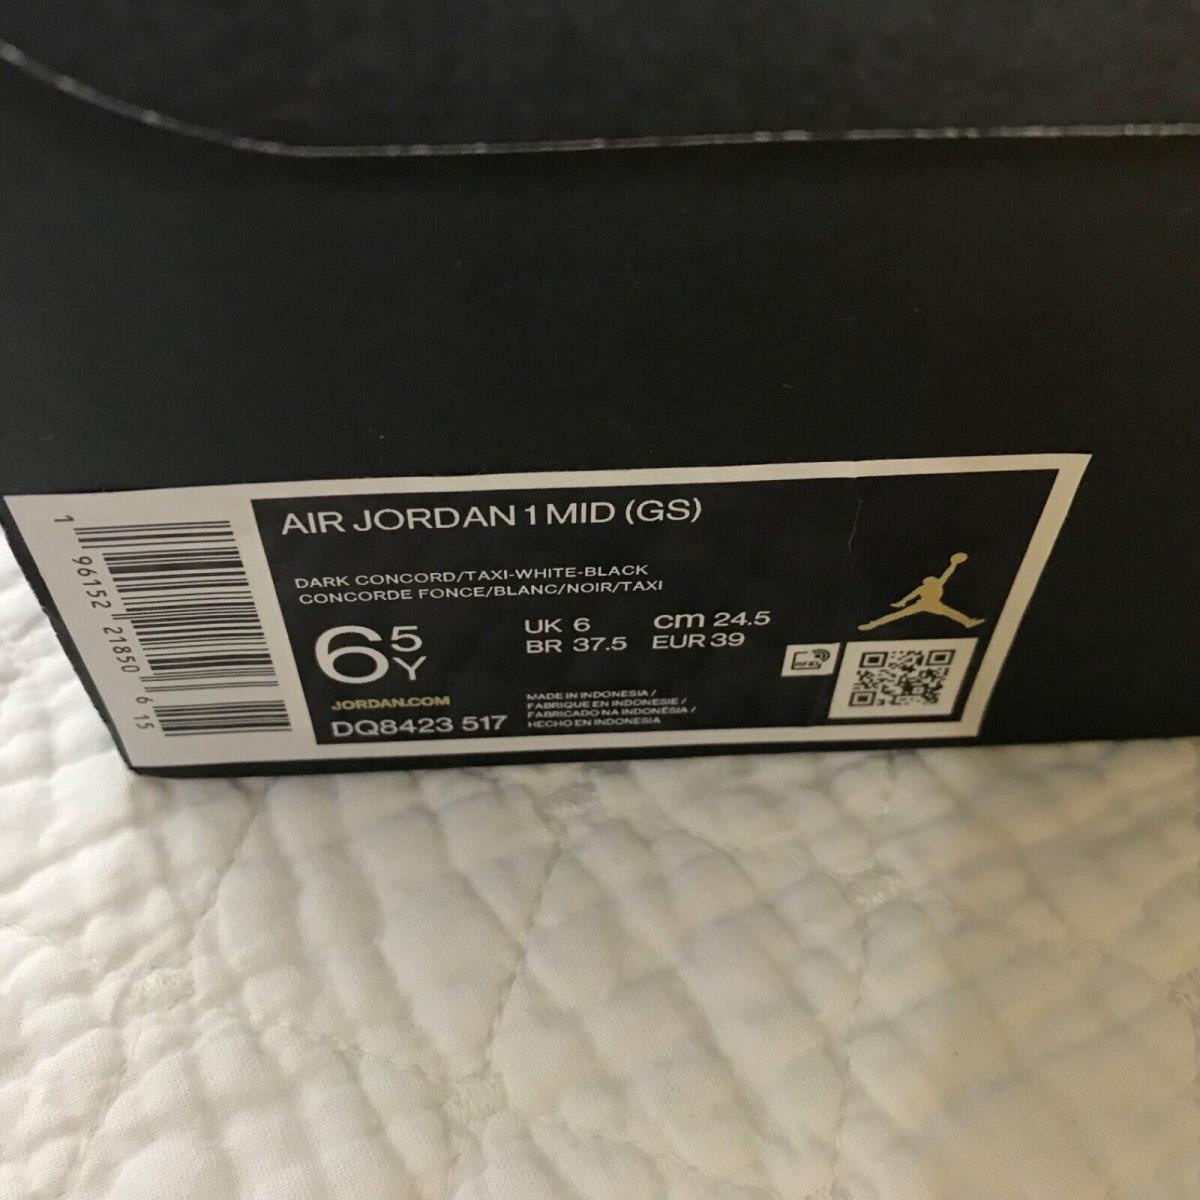 AIR JORDAN 1 MID (GS)
DARK CONCORD/TAXI-WHITE-BLACK
CONCORDE FONCE/BLANC/NOIR/TAXI
6 5 Y
UK 6 cm 24.5
BR 37.5 EUR 39
RFID
JORDAN.COM
DQ8423 517
MADE IN INDONESIA /
FABRIQUE EN INDONESIE /
FABRICADO NA INDONÉSIA /
HECHO EN INDONESIA
1 96152 21850 6 15